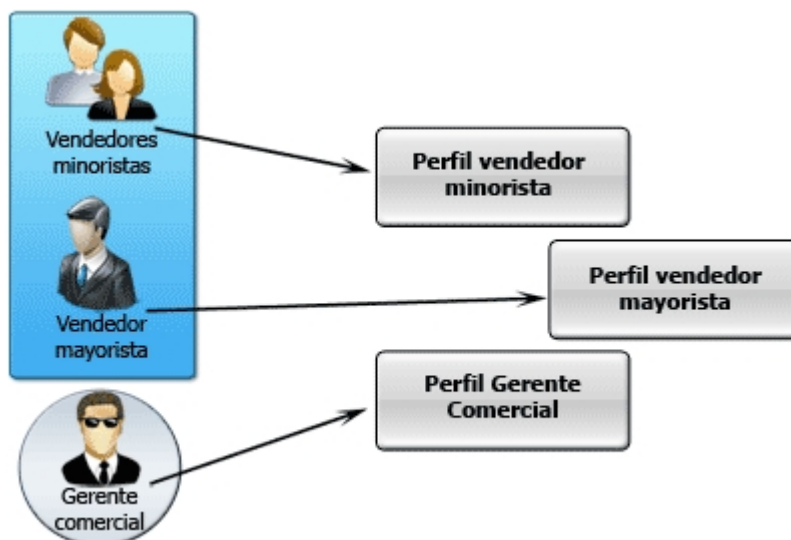 Vendedores
minoristas
Perfil vendedor
minorista
Vendedor
mayorista
Perfil vendedor
mayorista
Gerente
comercial
Perfil Gerente
Comercial